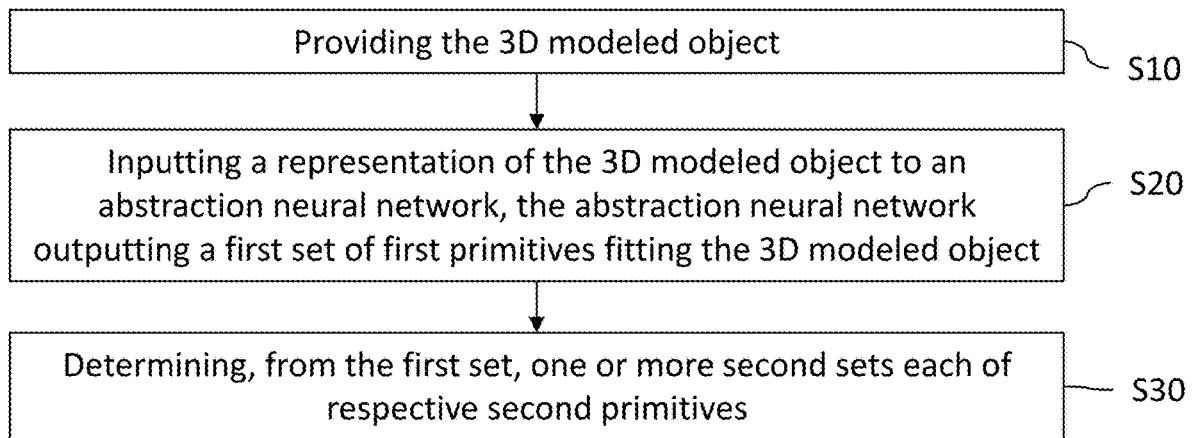 Providing the 3D modeled object
S10
Inputting a representation of the 3D modeled object to an
abstraction neural network, the abstraction neural network
outputting a first set of first primitives fitting the 3D modeled object
S20
Determining, from the first set, one or more second sets each of
respective second primitives
S30